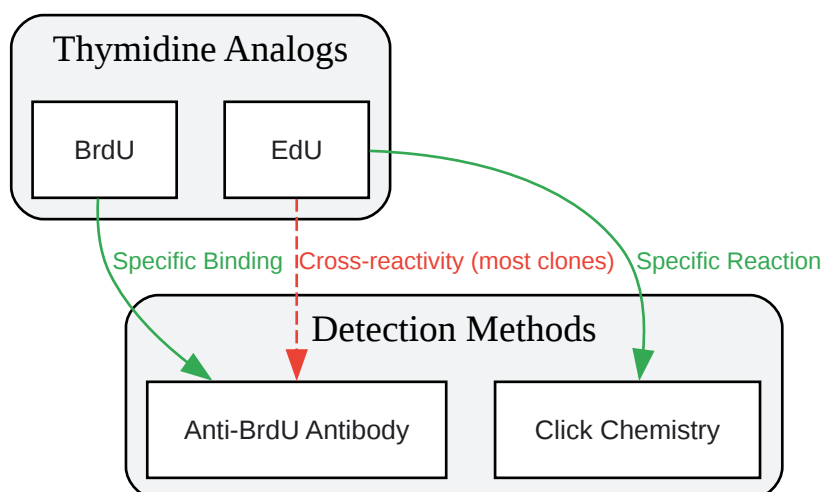 Thymidine Analogs
BrdU
EdU
Specific Binding
Cross-reactivity (most clones)
Specific Reaction
Detection Methods
Anti-BrdU Antibody
Click Chemistry